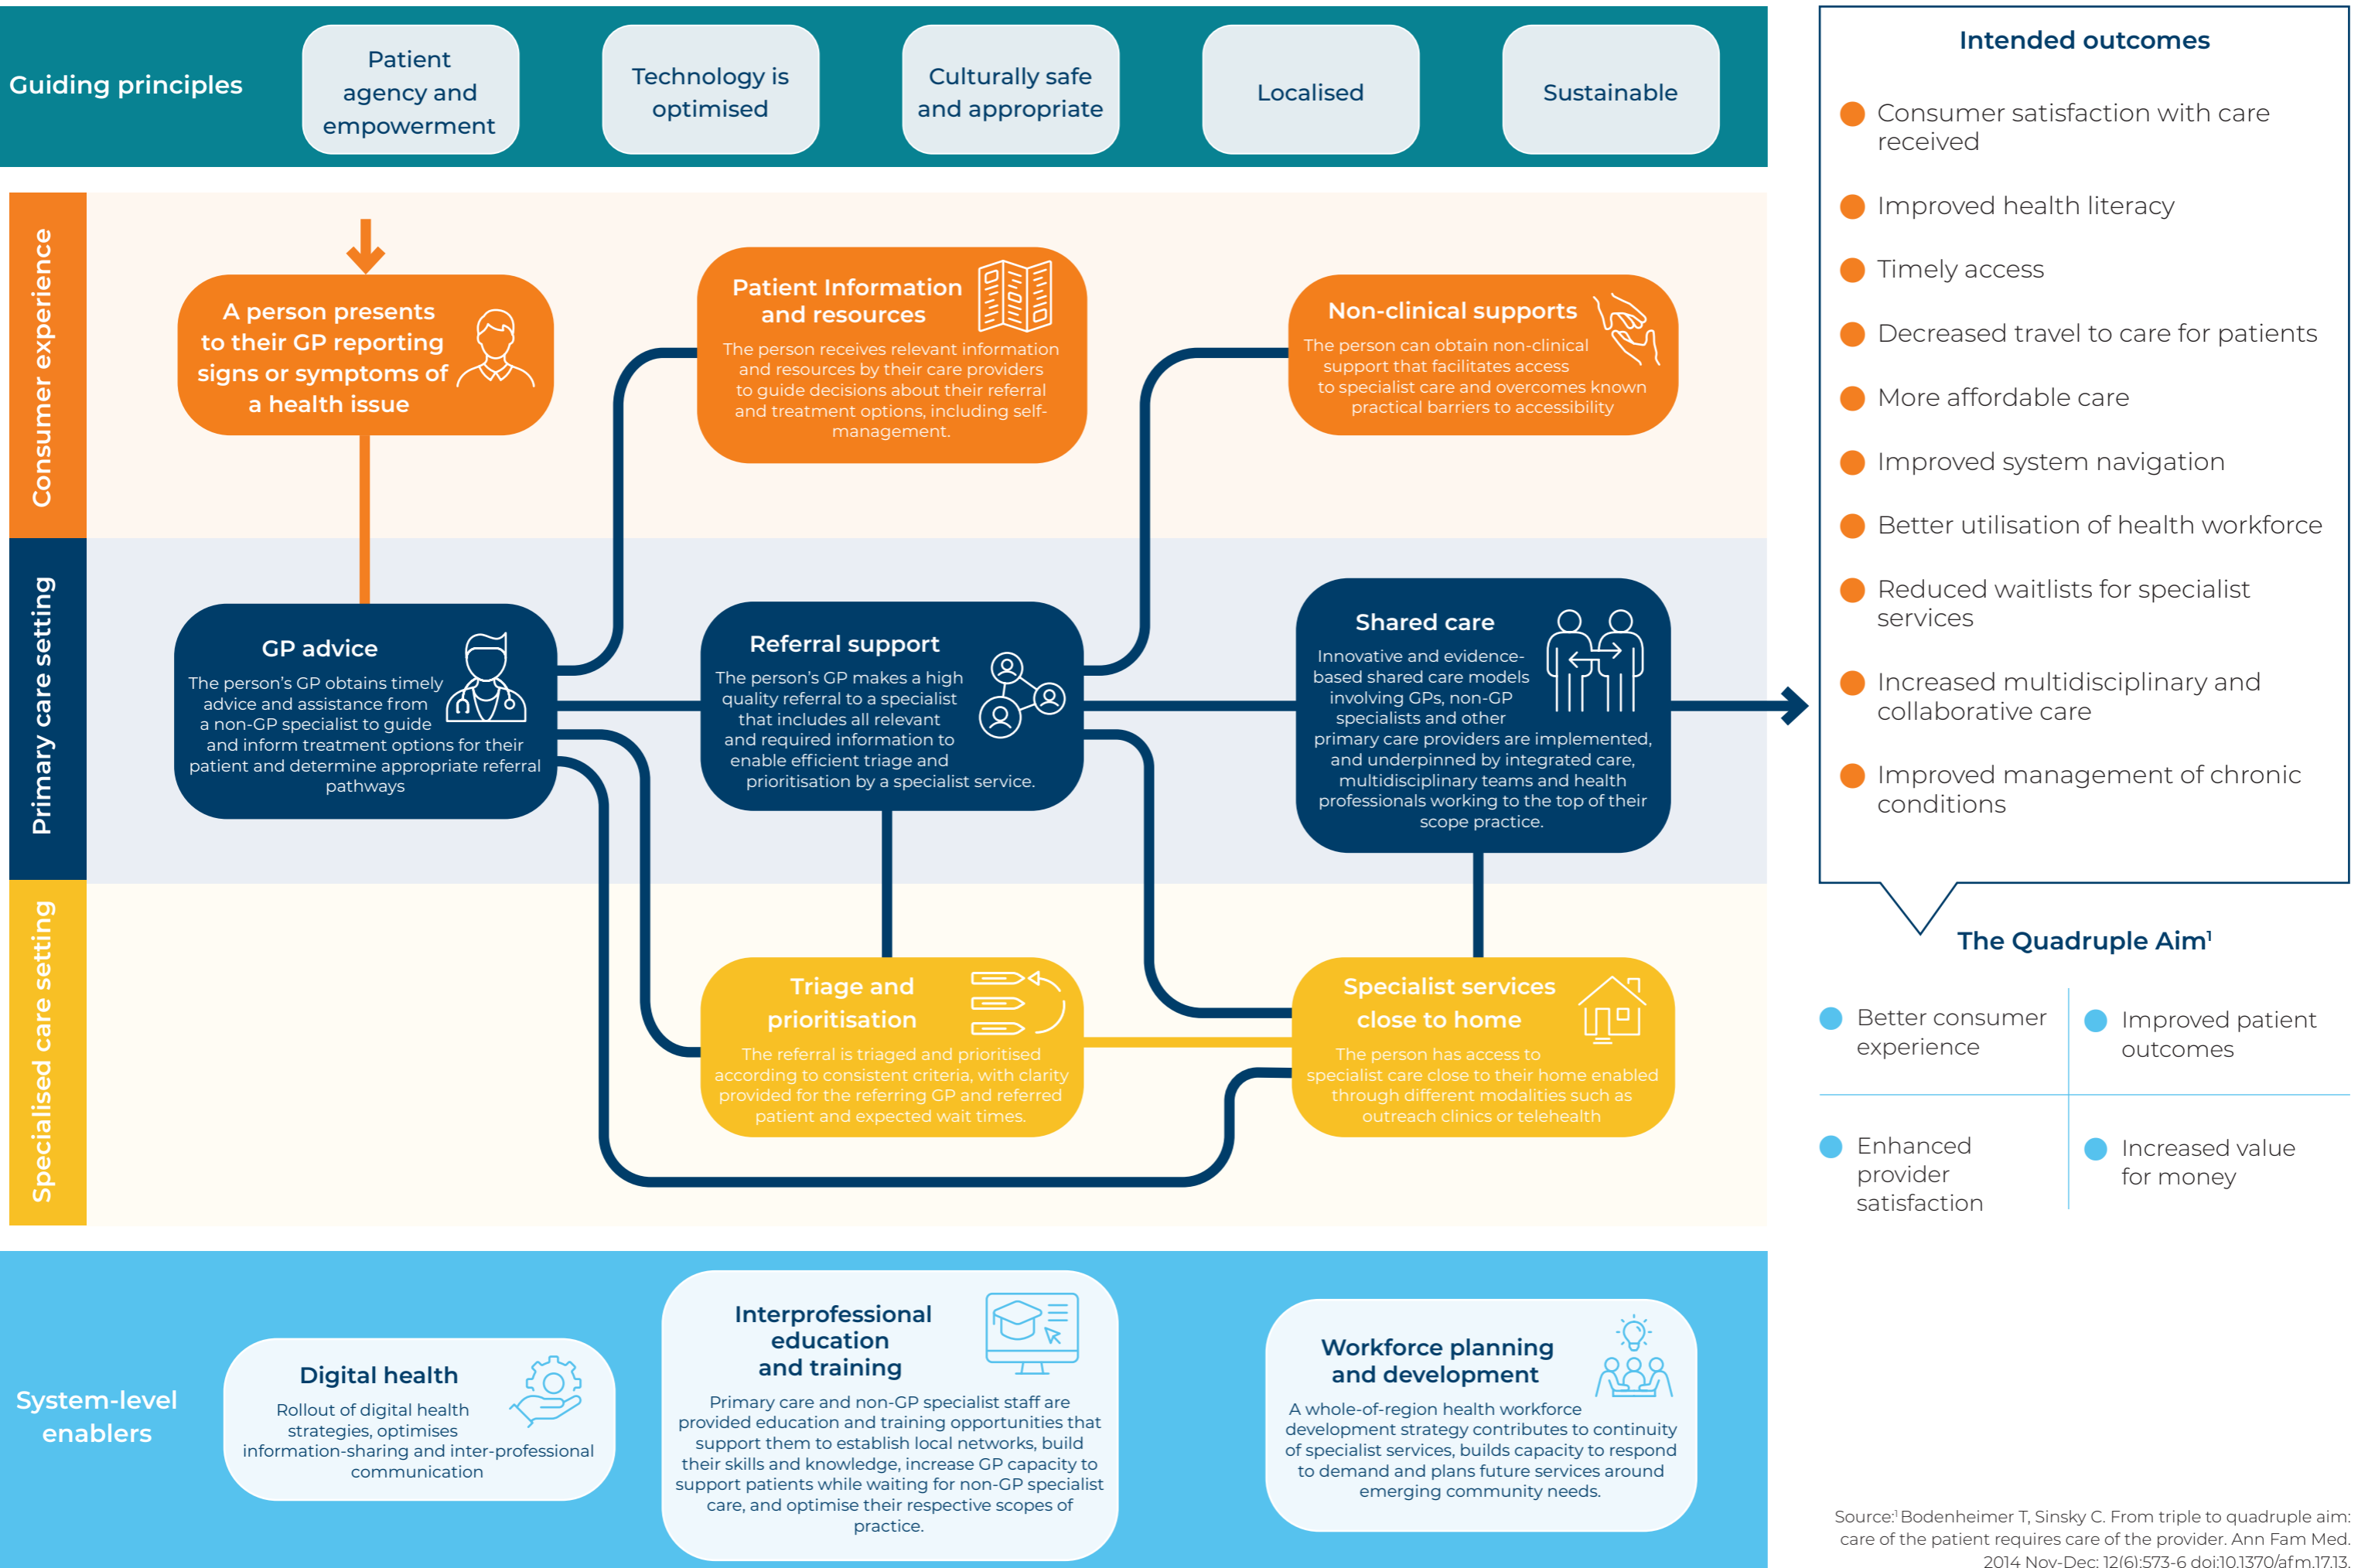 Guiding principles
Patient
agency and
empowerment
Technology is
optimised
Culturally safe
and appropriate
Localised
Sustainable
Consumer experience
A person presents
to their GP reporting
signs or symptoms of
a health issue
Patient Information
and resources
The person receives relevant information
and resources by their care providers
to guide decisions about their referral
and treatment options, including self-
management.
Non-clinical supports
The person can obtain non-clinical
support that facilitates access
to specialist care and overcomes known
practical barriers to accessibility
Primary care setting
GP advice
The person's GP obtains timely
advice and assistance from
a non-GP specialist to guide
and inform treatment options for their
patient and determine appropriate referral
pathways
Referral support
The person's GP makes a high
quality referral to a specialist
that includes all relevant
and required information to
enable efficient triage and
prioritisation by a specialist service.
Shared care
Innovative and evidence-
based shared care models
involving GPs, non-GP
specialists and other
primary care providers are implemented,
and underpinned by integrated care,
multidisciplinary teams and health
professionals working to the top of their
scope practice.
Specialised care setting
Triage and
prioritisation
The referral is triaged and prioritised
according to consistent criteria, with clarity
provided for the referring GP and referred
patient and expected wait times.
Specialist services
close to home
The person has access to
specialist care close to their home enabled
through different modalities such as
outreach clinics or telehealth
System-level
enablers
Digital health
Rollout of digital health
strategies, optimises
information-sharing and inter-professional
communication
Interprofessional
education
and training
Primary care and non-GP specialist staff are
provided education and training opportunities that
support them to establish local networks, build
their skills and knowledge, increase GP capacity to
support patients while waiting for non-GP specialist
care, and optimise their respective scopes of
practice.
Workforce planning
and development
A whole-of-region health workforce
development strategy contributes to continuity
of specialist services, builds capacity to respond
to demand and plans future services around
emerging community needs.
Intended outcomes
Consumer satisfaction with care
received
Improved health literacy
Timely access
Decreased travel to care for patients
More affordable care
Improved system navigation
Better utilisation of health workforce
Reduced waitlists for specialist
services
Increased multidisciplinary and
collaborative care
Improved management of chronic
conditions
The Quadruple Aim¹
Better consumer
experience
Improved patient
outcomes
Enhanced
provider
satisfaction
Increased value
for money
Source:¹ Bodenheimer T, Sinsky C. From triple to quadruple aim:
care of the patient requires care of the provider. Ann Fam Med.
2014 Nov-Dec; 12(6):573-6 doi:10.1370/afm.17.13.